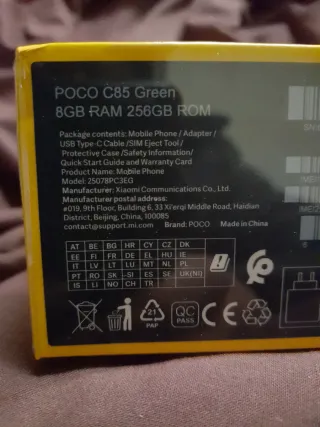 POCO C85 Green
8GB RAM 256GB ROM
Package contents: Mobile Phone / Adapter /
USB Type-C Cable /SIM Eject Tool /
Protective Case /Safety Information/
Quick Start Guide and Warranty Card
Product Name: Mobile Phone
Model: 25078PC3EG
Manufacturer: Xiaomi Communications Co., Ltd.
Manufacturer postal address:
#019, 9th Floor, Building 6, 33 Xi'erqi Middle Road, Haidian
District, Beijing, China, 100085
contact@support.mi.com Brand: POCO Made in China
AT BE BG HR CY CZ DK
EE FI FR DE EL HU IE
IT LV LT LU MT NL PL
PT RO SK SI ES SE UK(NI)
IS LI NO CH TR
21
PAP
QC
PASS
CE